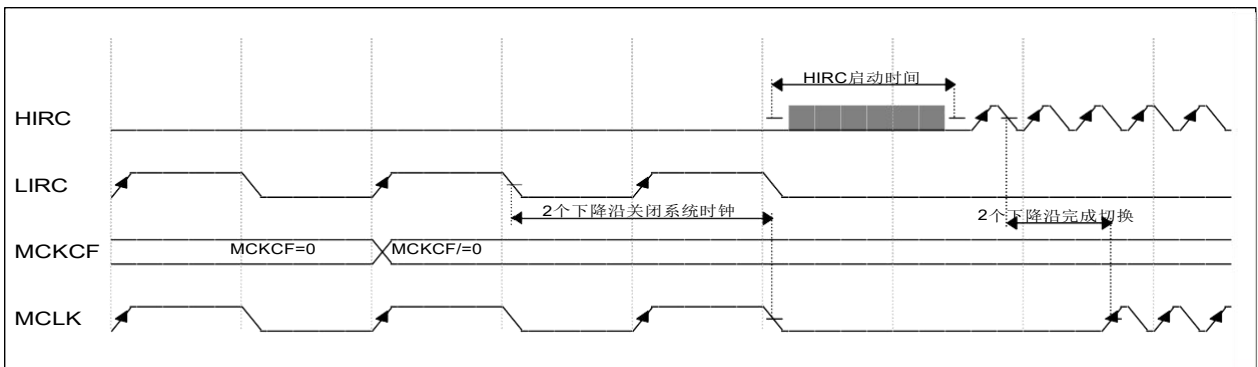 HIRC启动时间
HIRC
LIRC
2个下降沿关闭系统时钟
2个下降沿完成切换
MCKCF
MCKCF=0
MCKCF/=0
MCLK